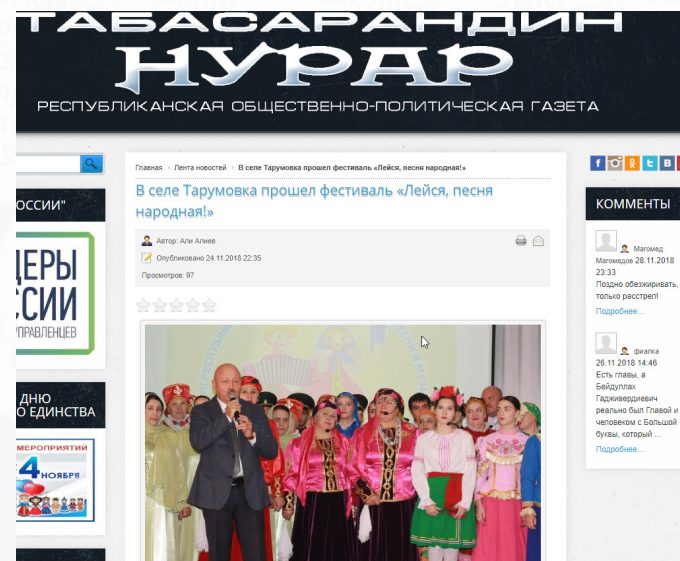 ТАБАСАРАНДИН
НУРАР
РЕСПУБЛИКАНСКАЯ ОБЩЕСТВЕННО-ПОЛИТИЧЕСКАЯ ГАЗЕТА
Главная › Лента новостей › В селе Тарумовка прошел фестиваль «Лейся, песня народная!»
В селе Тарумовка прошел фестиваль «Лейся, песня
народная!»
Автор: Али Алиев
Опубликовано 24.11.2018 22:35
Просмотров: 97
ОССИИ"
ДЕРЫ
ССИИ
УПРАВЛЕНЦЕВ
ДНЮ
О ЕДИНСТВА
МЕРОПРИЯТИЙ
4 НОЯБРЯ
КОММЕНТЫ
Магомед
Магомедов 28.11.2018
23:33
Поздно обезжиривать,
только расстрел!
Подробнее...
фиалка
26.11.2018 14:46
Есть главы, а
Бейдуллах
Гадживердиевич
реально был Главой и
человеком с Большой
буквы, который ...
Подробнее...